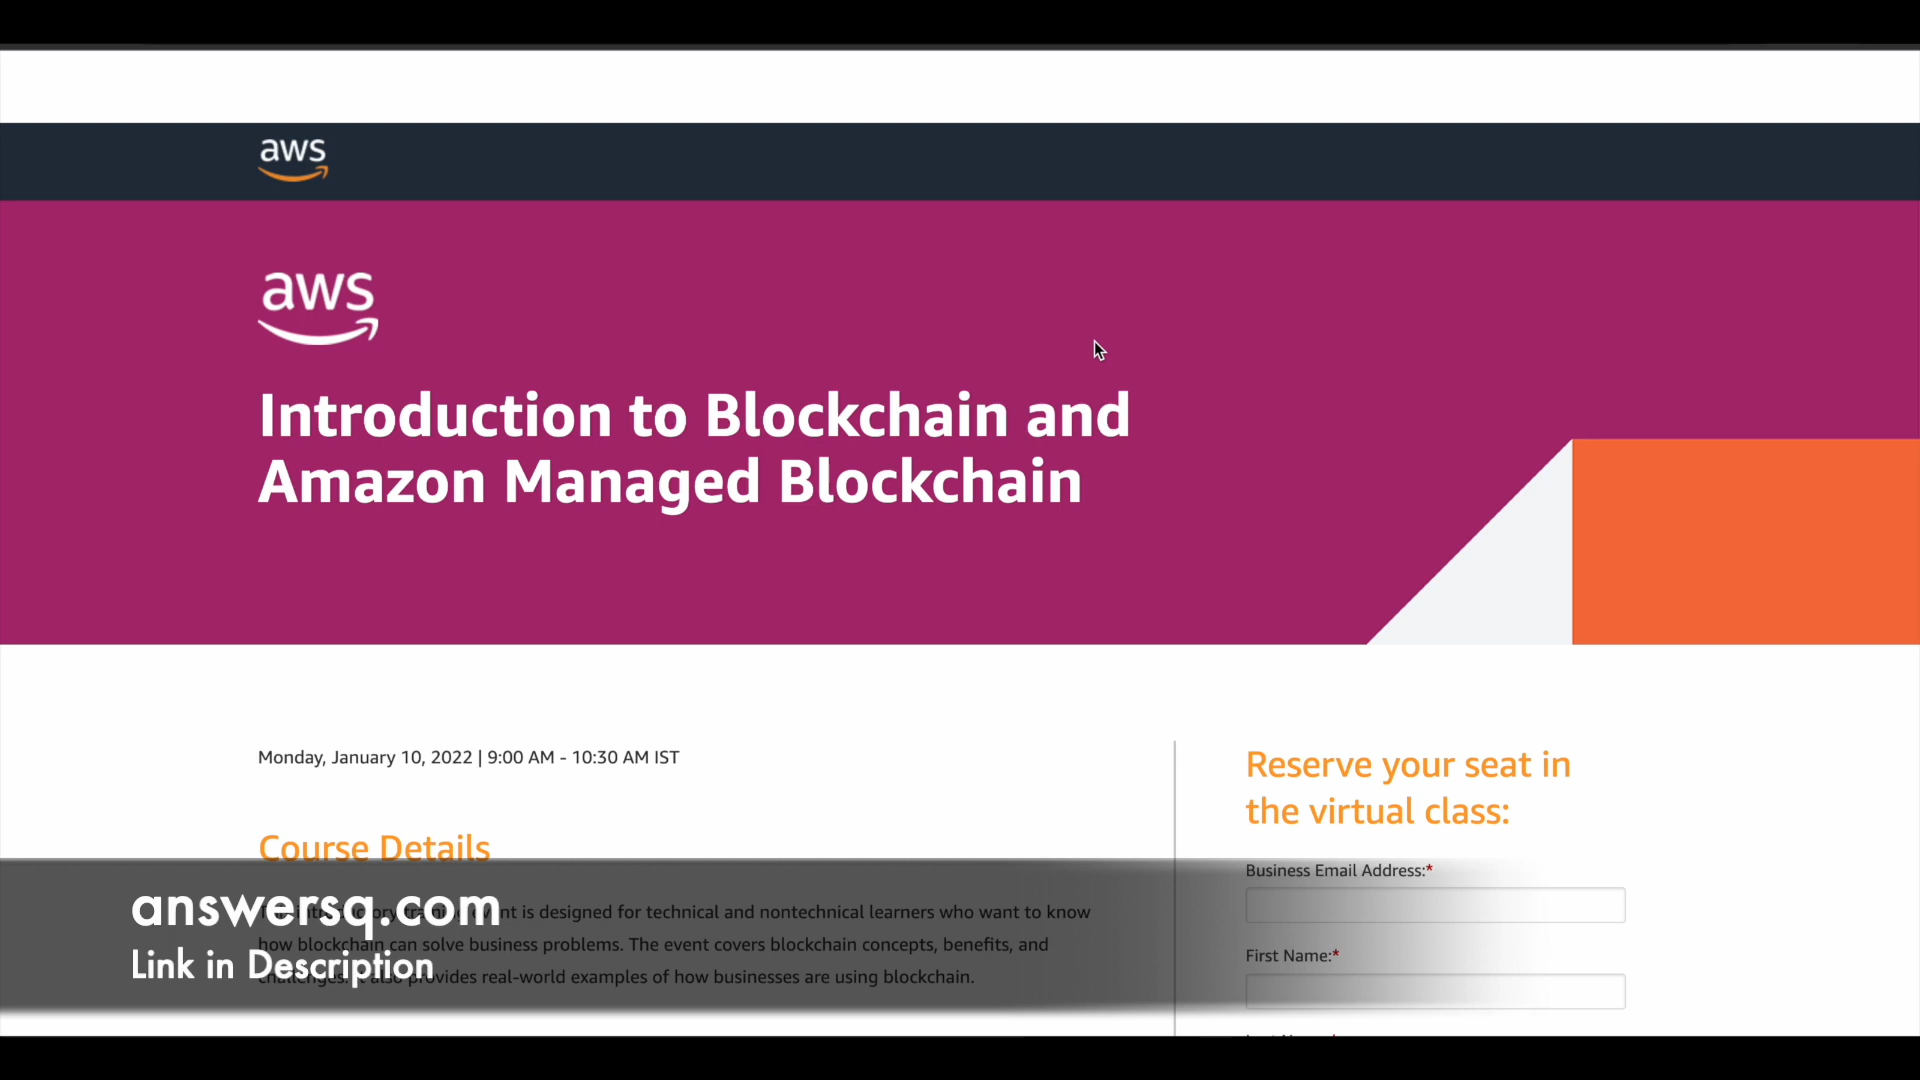 aws
aws
Introduction to Blockchain and
Amazon Managed Blockchain
Monday, January 10, 2022 | 9:00 AM - 10:30 AM IST
Reserve your seat in
the virtual class:
Course Details
Business Email Address:*
answersq.com
is designed for technical and nontechnical learners who want to know
how blockchain can solve business problems. The event covers blockchain concepts, benefits, and
First Name:*
Link in Description
also provides real-world examples of how businesses are using blockchain.